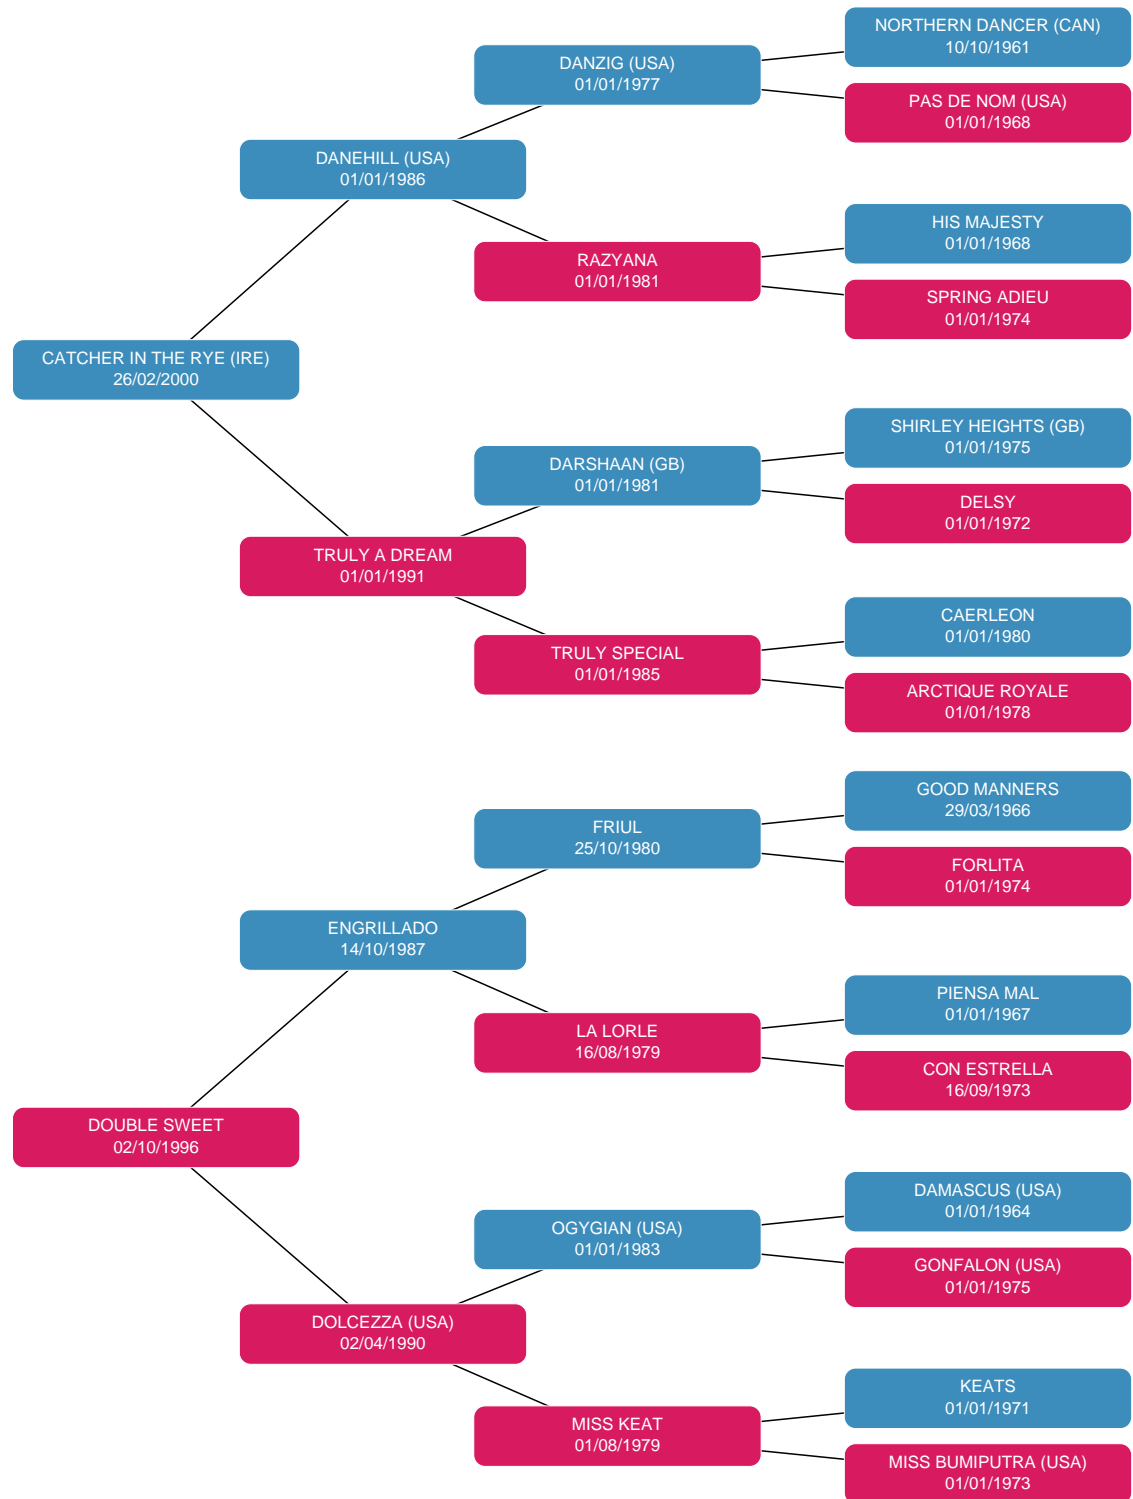 NORTHERN DANCER (CAN)
10/10/1961
DANZIG (USA)
01/01/1977
PAS DE NOM (USA)
01/01/1968
DANEHILL (USA)
01/01/1986
HIS MAJESTY
01/01/1968
RAZYANA
01/01/1981
SPRING ADIEU
01/01/1974
CATCHER IN THE RYE (IRE)
26/02/2000
SHIRLEY HEIGHTS (GB)
01/01/1975
DARSHAAN (GB)
01/01/1981
DELSY
01/01/1972
TRULY A DREAM
01/01/1991
CAERLEON
01/01/1980
TRULY SPECIAL
01/01/1985
ARCTIQUE ROYALE
01/01/1978
GOOD MANNERS
29/03/1966
FRIUL
25/10/1980
FORLITA
01/01/1974
ENGRILLADO
14/10/1987
PIENSA MAL
01/01/1967
LA LORLE
16/08/1979
CON ESTRELLA
16/09/1973
DOUBLE SWEET
02/10/1996
DAMASCUS (USA)
01/01/1964
OGYGIAN (USA)
01/01/1983
GONFALON (USA)
01/01/1975
DOLCEZZA (USA)
02/04/1990
KEATS
01/01/1971
MISS KEAT
01/08/1979
MISS BUMIPUTRA (USA)
01/01/1973